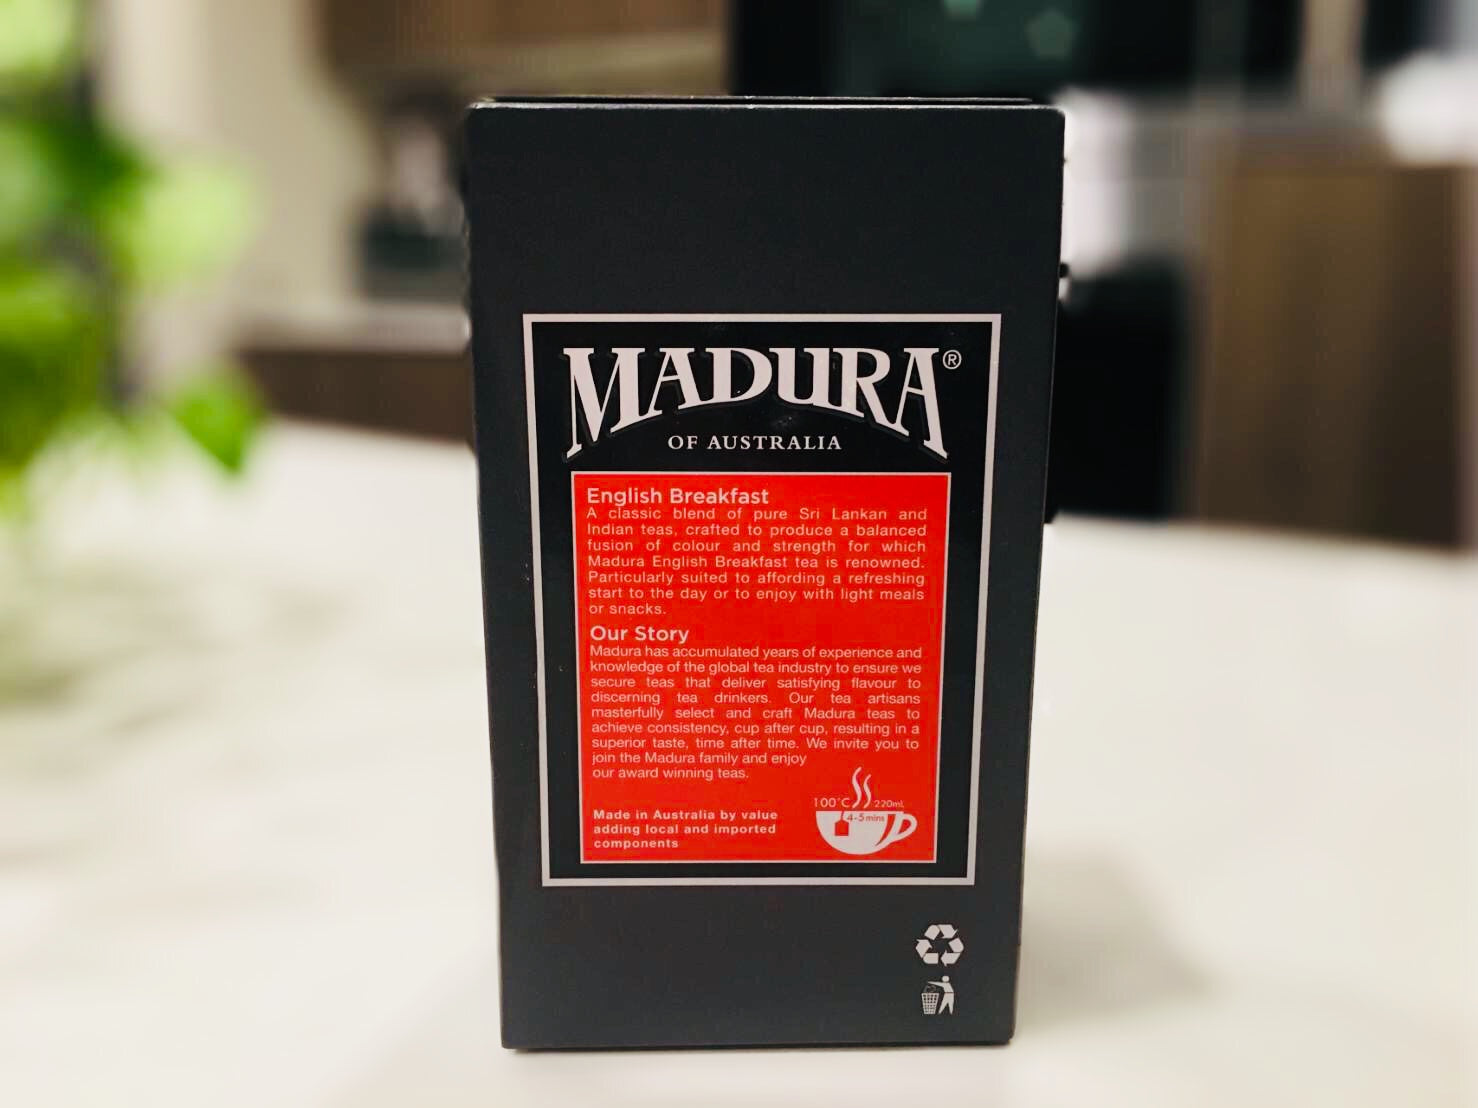 MADURA®
OF AUSTRALIA
English Breakfast
A classic blend of pure Sri Lankan and
Indian teas, crafted to produce a balanced
fusion of colour and strength for which
Madura English Breakfast tea is renowned.
Particularly suited to affording a refreshing
start to the day or to enjoy with light meals
or snacks.
Our Story
Madura has accumulated years of experience and
knowledge of the global tea industry to ensure we
secure teas that deliver satisfying flavour to
discerning tea drinkers. Our tea artisans
masterfully select and craft Madura teas to
achieve consistency, cup after cup, resulting in a
superior taste, time after time. We invite you to
join the Madura family and enjoy
our award winning teas.
100°C 220mL
4-5 mins
Made in Australia by value
adding local and imported
components